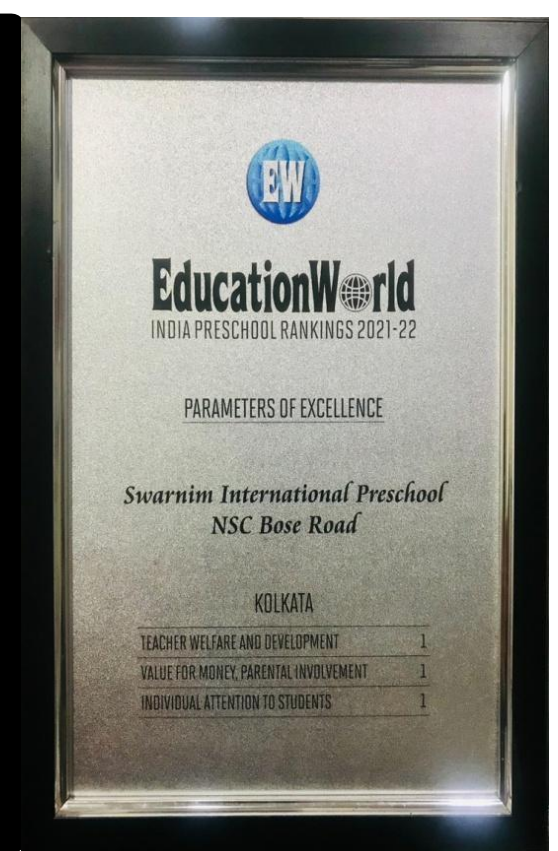 EW
EducationWorld
INDIA PRESCHOOL RANKINGS 2021-22
PARAMETERS OF EXCELLENCE
Swarnim International Preschool
NSC Bose Road
KOLKATA
TEACHER WELFARE AND DEVELOPMENT 1
VALUE FOR MONEY, PARENTAL INVOLVEMENT 1
INDIVIDUAL ATTENTION TO STUDENTS 1